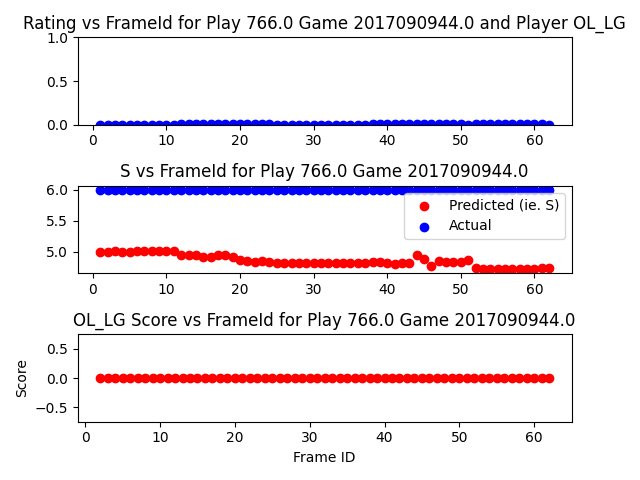 Rating vs FrameId for Play 766.0 Game 2017090944.0 and Player OL_LG
1.0
0.5
0.0
0 10 20 30 40 50 60
S vs FrameId for Play 766.0 Game 2017090944.0
6.0
5.5
5.0
Predicted (ie. S)
Actual
0 10 20 30 40 50 60
OL_LG Score vs FrameId for Play 766.0 Game 2017090944.0
Score
0.5
0.0
−0.5
0 10 20 30 40 50 60
Frame ID